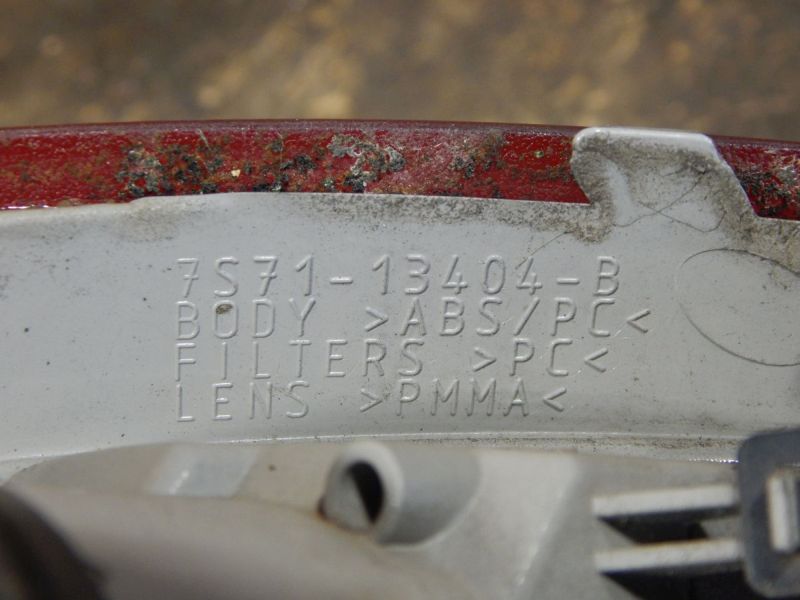 7S71-13404-B
BODY >ABS/PC<
FILTERS >PC<
LENS >PMMA<